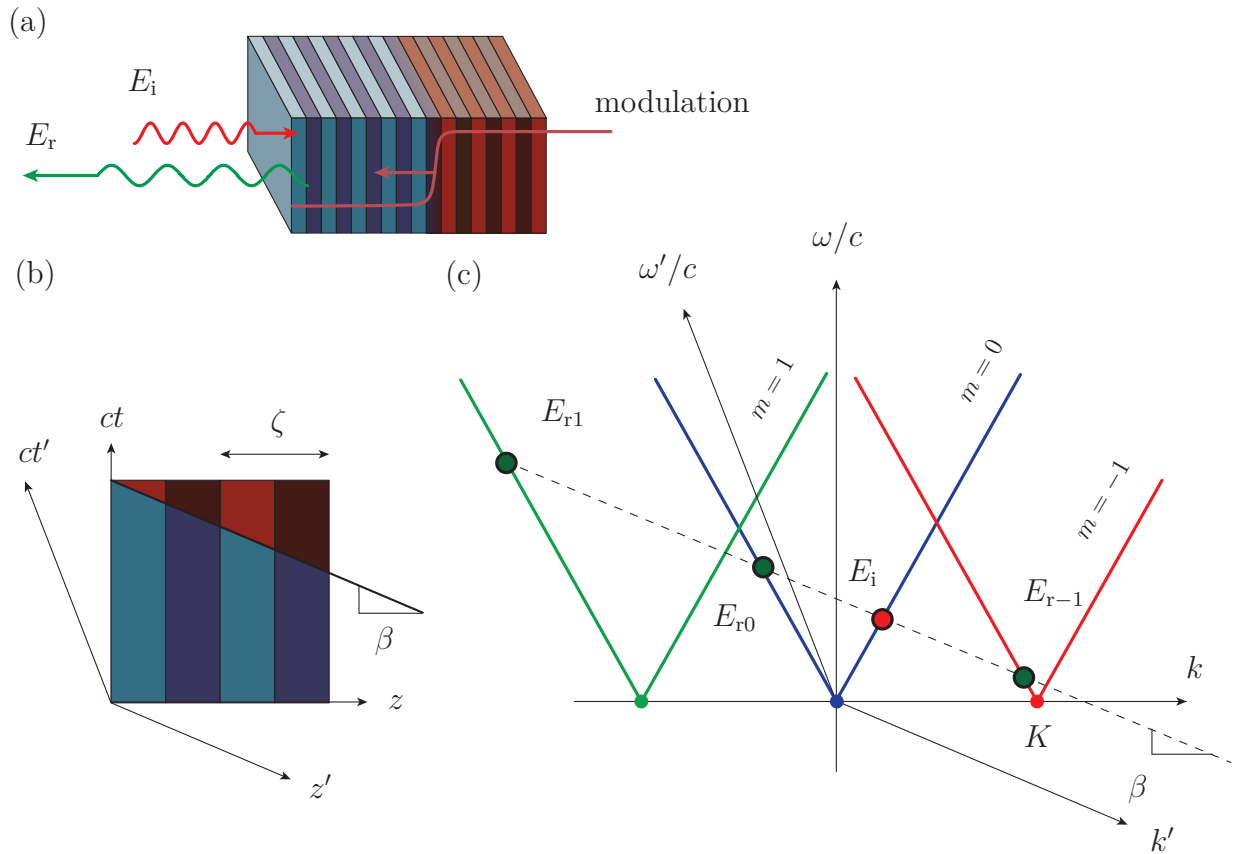 (a)
E_i
E_r
modulation
(b)
ct
ct′
ζ
β
z
z′
(c)
ω/c
ω′/c
m = 1
m = 0
m = −1
E_r1
E_r0
E_i
E_r−1
k
K
β
k′